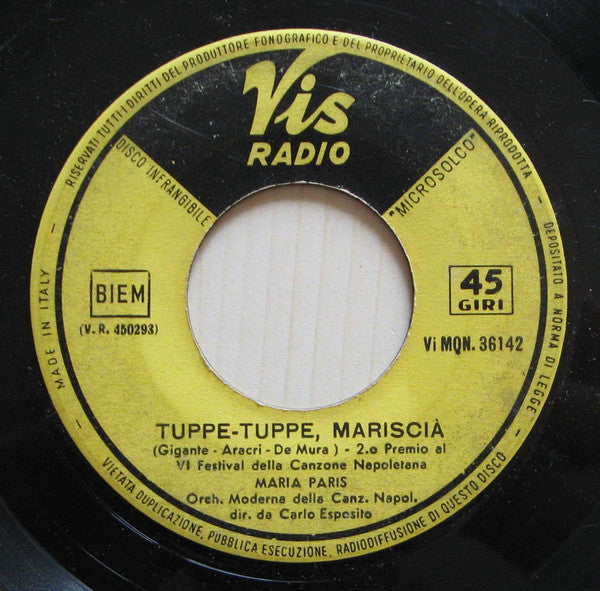 RISERVATI TUTTI I DIRITTI DEL PRODUTTORE FONOGRAFICO E DEL PROPRIETARIO DELL'OPERA RIPRODOTTA
Vis
RADIO
DISCO INFRANGIBILE
"MICROSOLCO"
BIEM
(V. R. 450293)
45
GIRI
Vi MQN. 36142
MADE IN ITALY
DEPOSITATO A NORMA DI LEGGE
TUPPE-TUPPE, MARISCIÀ
(Gigante - Aracri - De Mura) - 2.o Premio al
VI Festival della Canzone Napoletana
MARIA PARIS
Orch. Moderna della Canz. Napol.
dir. da Carlo Esposito
VIETATA DUPLICAZIONE, PUBBLICA ESECUZIONE, RADIODIFFUSIONE DI QUESTO DISCO